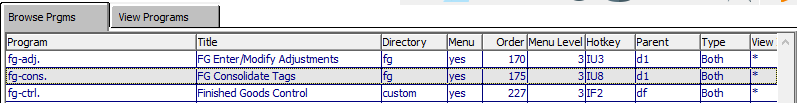 Browse Prgms View Programs
Program Title Directory Menu Order Menu Level Hotkey Parent Type View
fg-adj. FG Enter/Modify Adjustments fg yes 170 3 IU3 d1 Both *
fg-cons. FG Consolidate Tags fg yes 175 3 IU8 d1 Both *
fg-ctrl. Finished Goods Control custom yes 227 3 IF2 df Both *